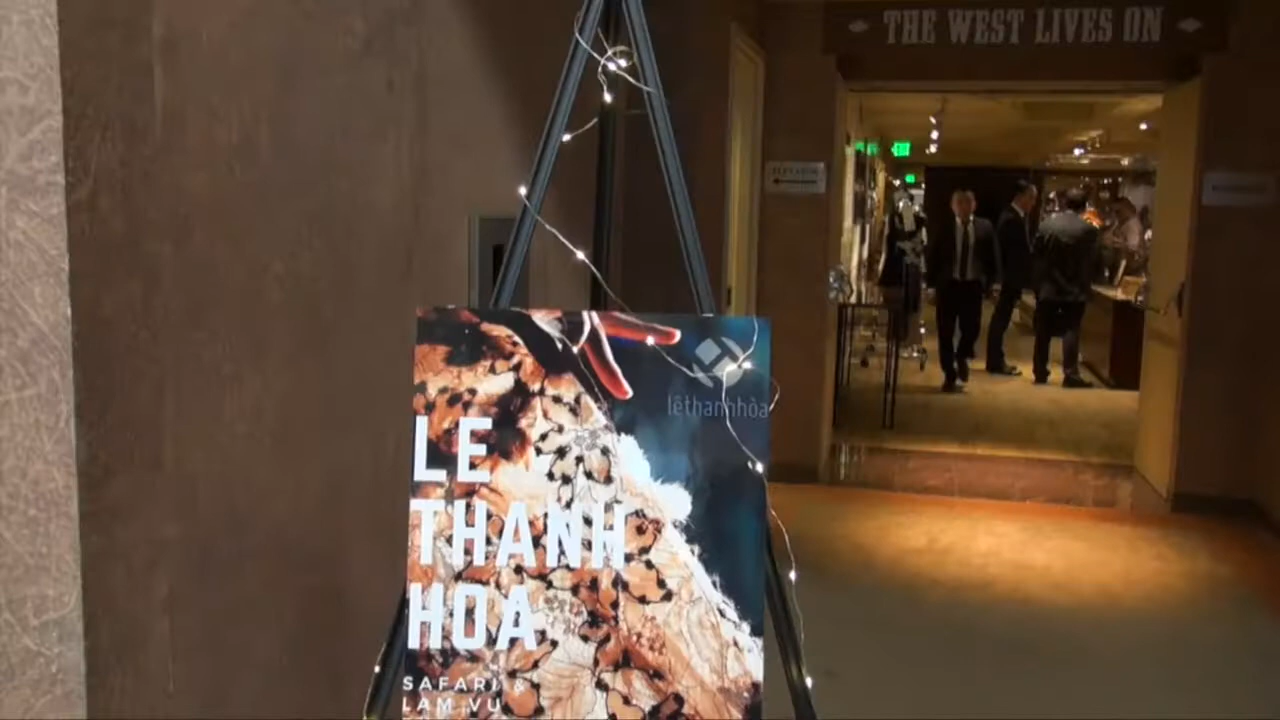 THE WEST LIVES ON
lêthanhhòa
LE
THANH
HOA
SAFARI &
LAM VU